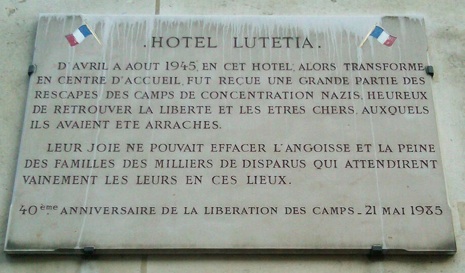 .HOTEL LUTETIA.
D'AVRIL A AOUT 1945, EN CET HOTEL, ALORS TRANSFORME
EN CENTRE D'ACCUEIL, FUT REÇUE UNE GRANDE PARTIE DES
RESCAPES DES CAMPS DE CONCENTRATION NAZIS, HEUREUX
DE RETROUVER LA LIBERTE ET LES ETRES CHERS, AUXQUELS
ILS AVAIENT ETE ARRACHES.
LEUR JOIE NE POUVAIT EFFACER L'ANGOISSE ET LA PEINE
DES FAMILLES DES MILLIERS DE DISPARUS QUI ATTENDIRENT
VAINEMENT LES LEURS EN CES LIEUX.
40ème ANNIVERSAIRE DE LA LIBERATION DES CAMPS_21 MAI 1985